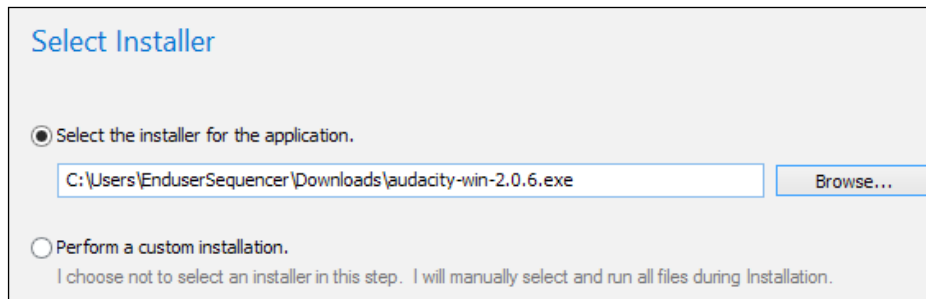 Select Installer
Select the installer for the application.
C:\Users\EnduserSequencer\Downloads\audacity-win-2.0.6.exe
Browse...
Perform a custom installation.
I choose not to select an installer in this step.  I will manually select and run all files during Installation.